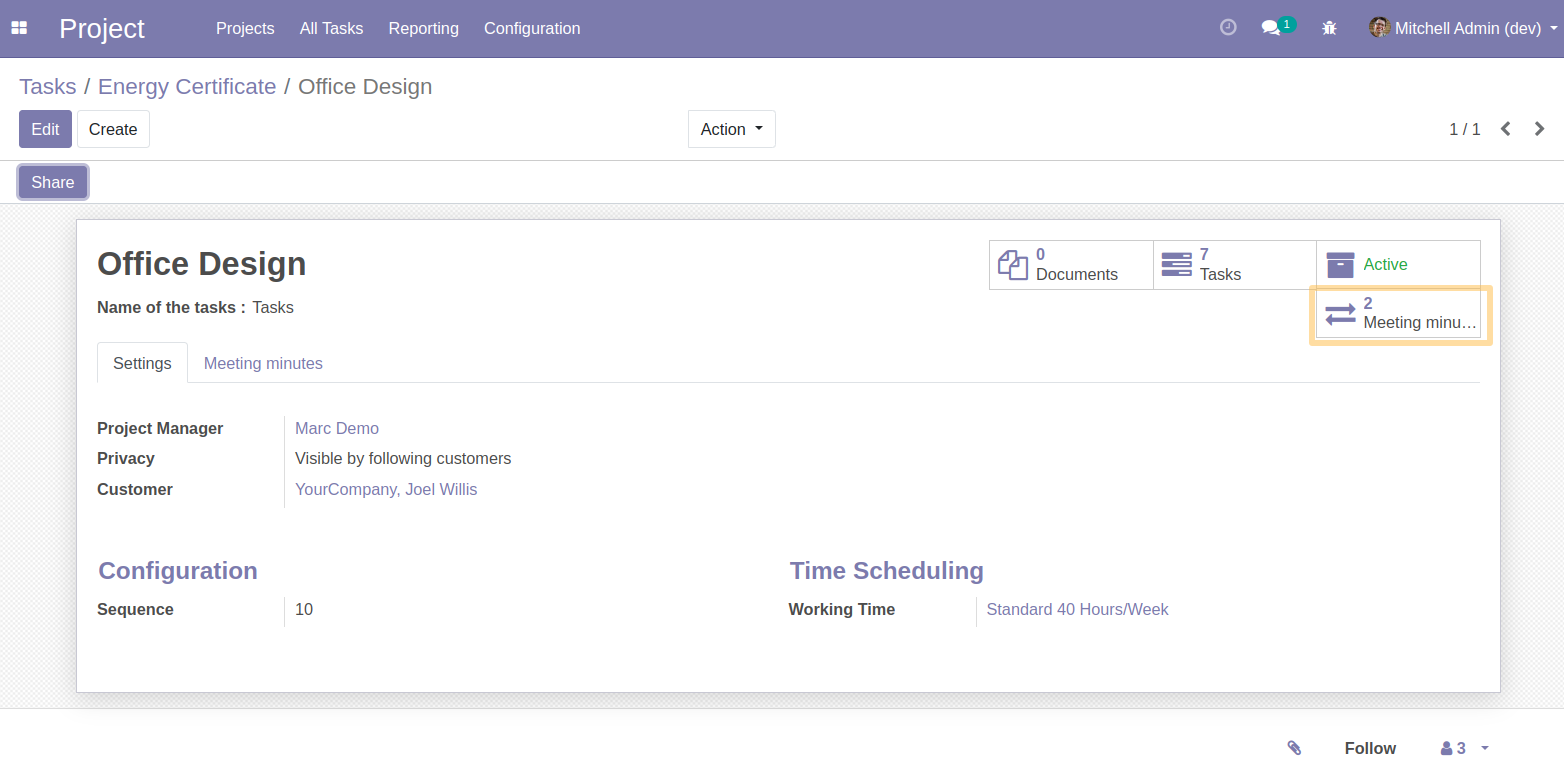 Project Projects All Tasks Reporting Configuration 1 Mitchell Admin (dev)
Tasks / Energy Certificate / Office Design
Edit Create Action 1 / 1
Share
Office Design
0 Documents
7 Tasks
Active
Name of the tasks : Tasks
2 Meeting minu...
Settings Meeting minutes
Project Manager Marc Demo
Privacy Visible by following customers
Customer YourCompany, Joel Willis
Configuration Time Scheduling
Sequence 10 Working Time Standard 40 Hours/Week
Follow 3